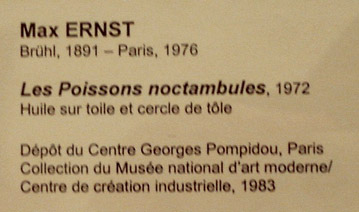 Max ERNST
Brühl, 1891 – Paris, 1976
Les Poissons noctambules, 1972
Huile sur toile et cercle de tôle
Dépôt du Centre Georges Pompidou, Paris
Collection du Musée national d'art moderne/
Centre de création industrielle, 1983